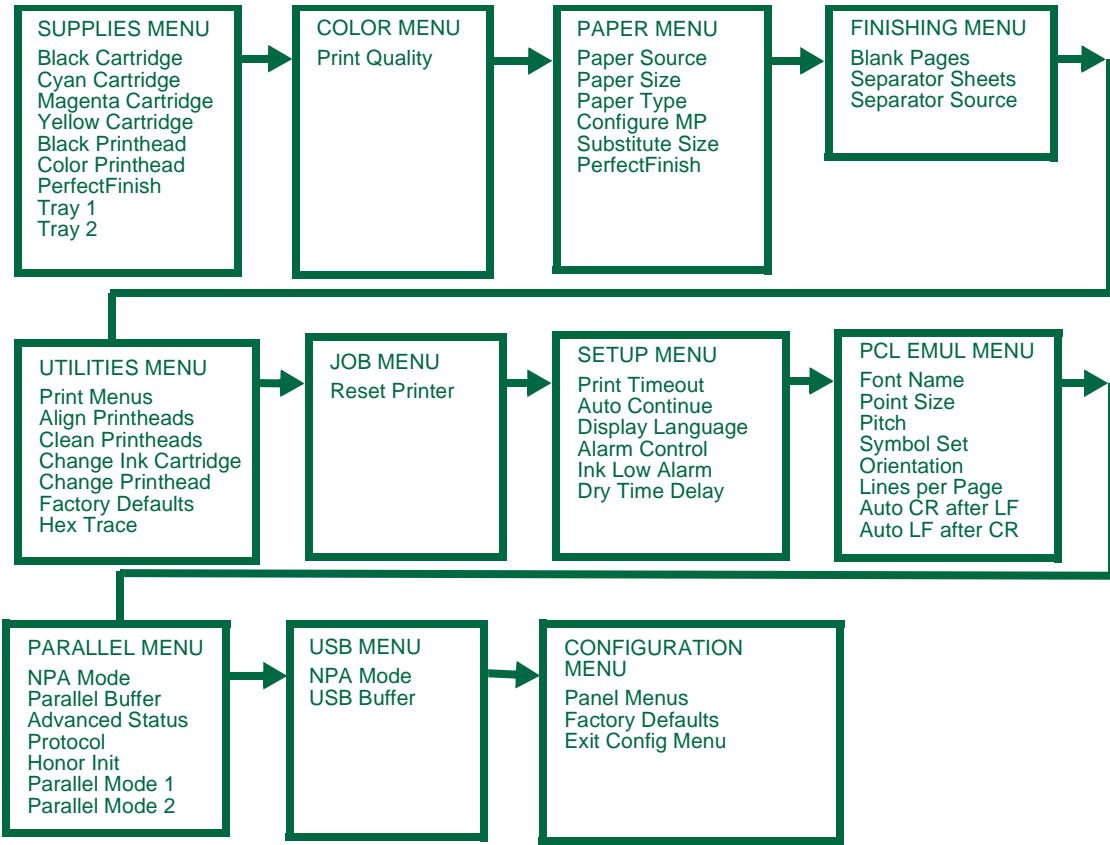 SUPPLIES MENU
Black Cartridge
Cyan Cartridge
Magenta Cartridge
Yellow Cartridge
Black Printhead
Color Printhead
PerfectFinish
Tray 1
Tray 2
COLOR MENU
Print Quality
PAPER MENU
Paper Source
Paper Size
Paper Type
Configure MP
Substitute Size
PerfectFinish
FINISHING MENU
Blank Pages
Separator Sheets
Separator Source
UTILITIES MENU
Print Menus
Align Printheads
Clean Printheads
Change Ink Cartridge
Change Printhead
Factory Defaults
Hex Trace
JOB MENU
Reset Printer
SETUP MENU
Print Timeout
Auto Continue
Display Language
Alarm Control
Ink Low Alarm
Dry Time Delay
PCL EMUL MENU
Font Name
Point Size
Pitch
Symbol Set
Orientation
Lines per Page
Auto CR after LF
Auto LF after CR
PARALLEL MENU
NPA Mode
Parallel Buffer
Advanced Status
Protocol
Honor Init
Parallel Mode 1
Parallel Mode 2
USB MENU
NPA Mode
USB Buffer
CONFIGURATION
MENU
Panel Menus
Factory Defaults
Exit Config Menu